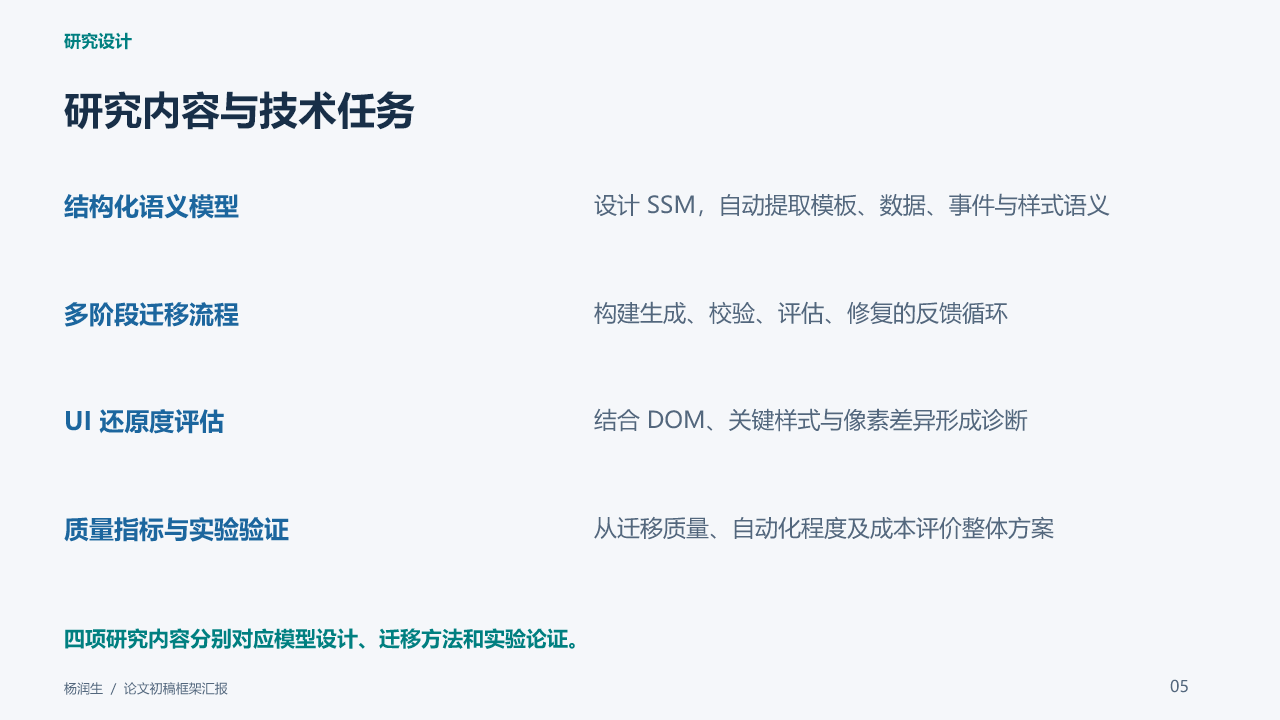 研究设计
研究内容与技术任务
结构化语义模型
设计 SSM，自动提取模板、数据、事件与样式语义
多阶段迁移流程
构建生成、校验、评估、修复的反馈循环
UI 还原度评估
结合 DOM、关键样式与像素差异形成诊断
质量指标与实验验证
从迁移质量、自动化程度及成本评价整体方案
四项研究内容分别对应模型设计、迁移方法和实验论证。
杨润生 / 论文初稿框架汇报
05